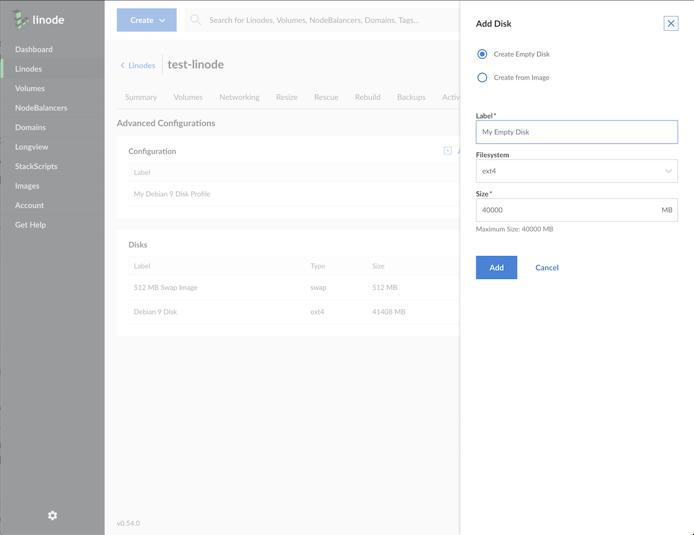 linode
Dashboard
Linodes
Volumes
NodeBalancers
Domains
Longview
StackScripts
Images
Account
Get Help
Create
Search for Linodes, Volumes, NodeBalancers, Domains, Tags...
Linodes
test-linode
Summary Volumes Networking Resize Rescue Rebuild Backups Activ
Advanced Configurations
Configuration
Label
My Debian 9 Disk Profile
Disks
Label Type Size
512 MB Swap Image swap 512 MB
Debian 9 Disk ext4 41408 MB
v0.54.0
Add Disk
Create Empty Disk
Create from Image
Label*
My Empty Disk
Filesystem
ext4
Size*
40000 MB
Maximum Size: 40000 MB
Add Cancel